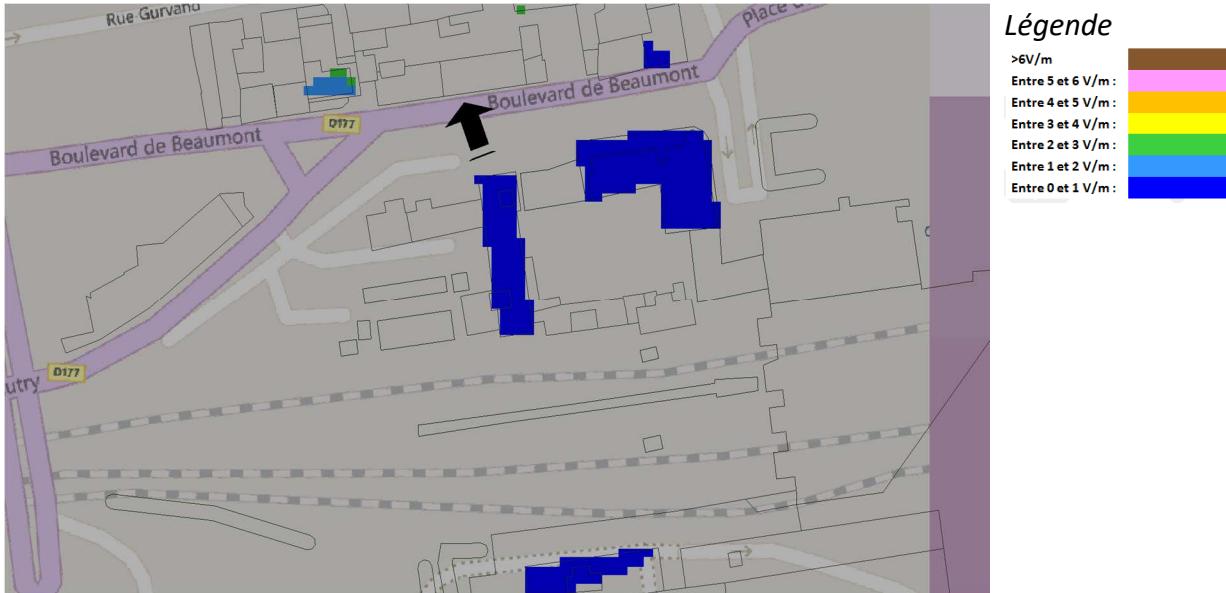 Rue Gurvand
Place
Légende
>6V/m
Entre 5 et 6 V/m :
Entre 4 et 5 V/m :
Entre 3 et 4 V/m :
Entre 2 et 3 V/m :
Entre 1 et 2 V/m :
Entre 0 et 1 V/m :
Boulevard de Beaumont
D177
Boulevard de Beaumont
D177
utry